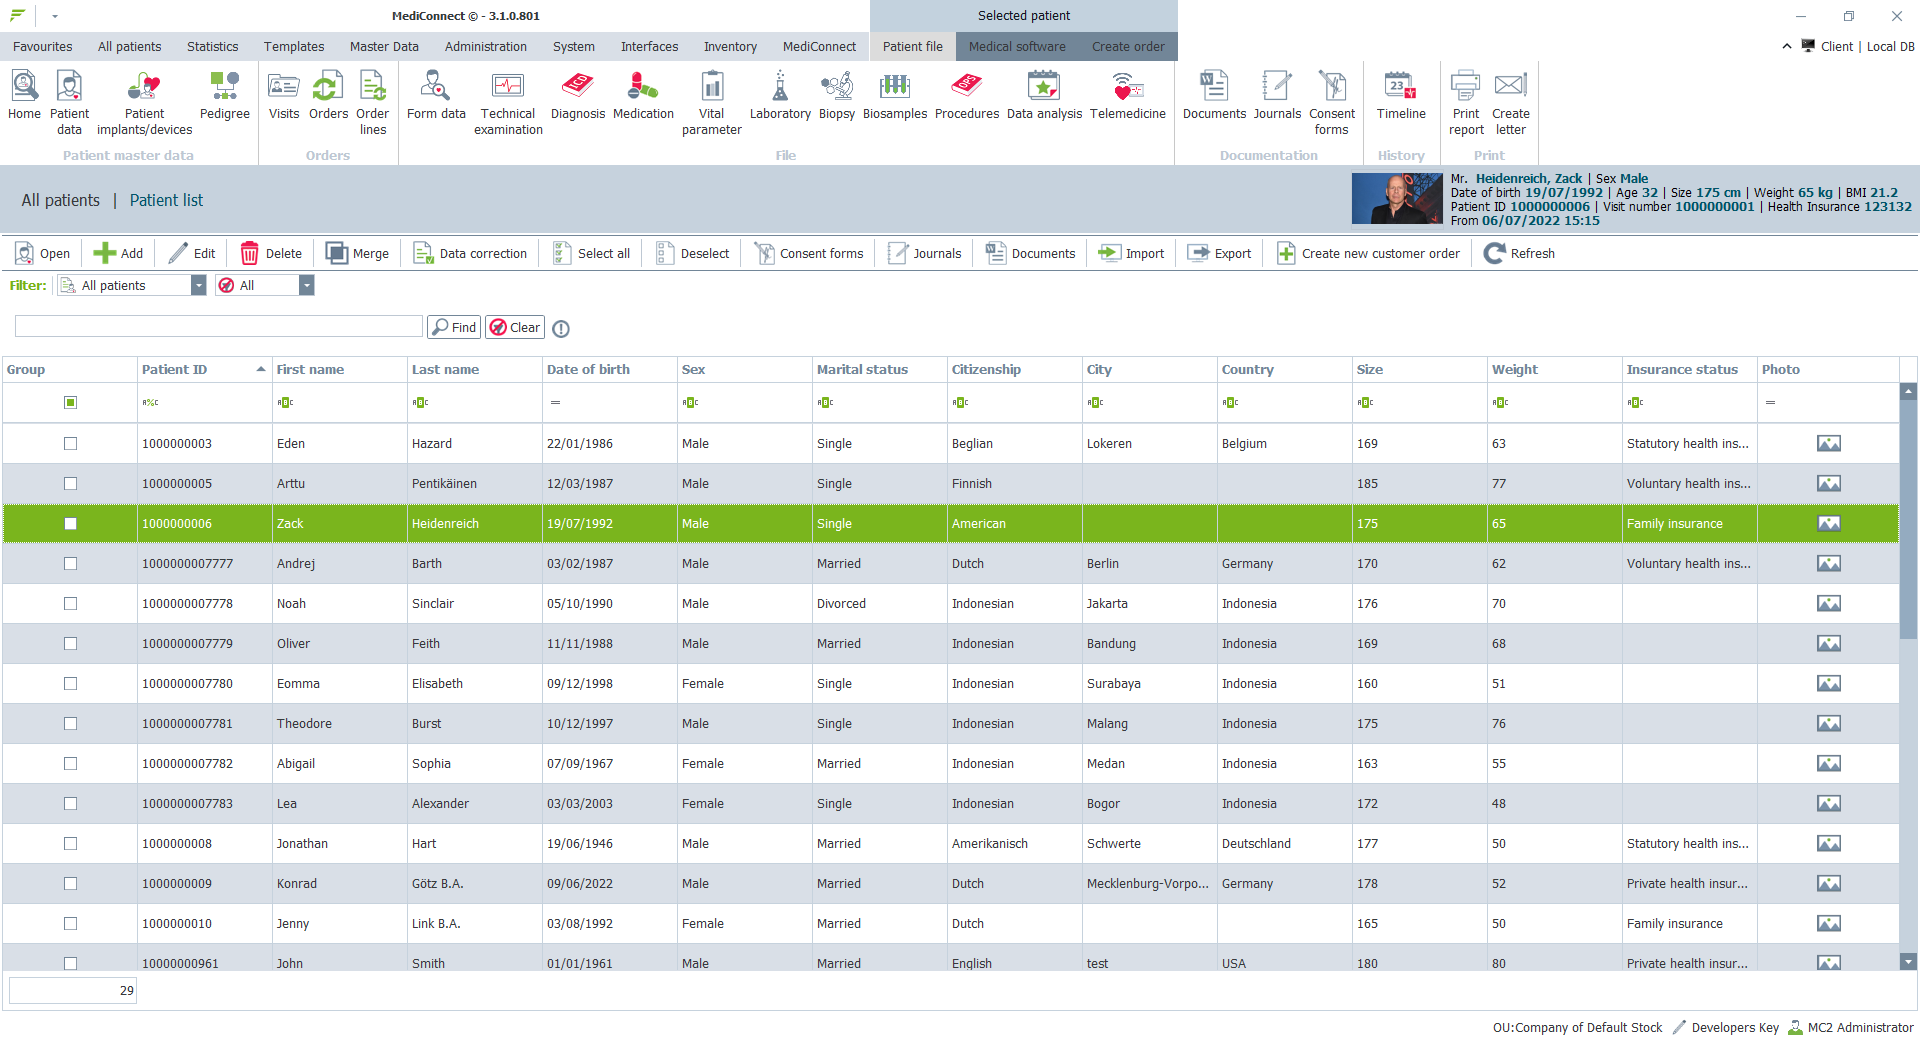 MediConnect © - 3.1.0.801
Selected patient
Favourites All patients Statistics Templates Master Data Administration System Interfaces Inventory MediConnect Patient file Medical software Create order Client | Local DB
Home Patient data Patient implants/devices Pedigree Visits Orders Order lines Form data Technical examination Diagnosis Medication Vital parameter Laboratory Biopsy Biosamples Procedures Data analysis Telemedicine Documents Journals Consent forms Timeline Print report Create letter
Patient master data Orders File Documentation History Print
All patients | Patient list
Mr. Heidenreich, Zack | Sex Male
Date of birth 19/07/1992 | Age 32 | Size 175 cm | Weight 65 kg | BMI 21.2
Patient ID 1000000006 | Visit number 1000000001 | Health Insurance 123132
From 06/07/2022 15:15
Open Add Edit Delete Merge Data correction Select all Deselect Consent forms Journals Documents Import Export Create new customer order Refresh
Filter: All patients All
Find Clear
Group Patient ID First name Last name Date of birth Sex Marital status Citizenship City Country Size Weight Insurance status Photo
1000000003 Eden Hazard 22/01/1986 Male Single Beglian Lokeren Belgium 169 63 Statutory health ins...
1000000005 Arttu Pentikäinen 12/03/1987 Male Single Finnish 185 77 Voluntary health ins...
1000000006 Zack Heidenreich 19/07/1992 Male Single American 175 65 Family insurance
1000000007777 Andrej Barth 03/02/1987 Male Married Dutch Berlin Germany 170 62 Voluntary health ins...
1000000007778 Noah Sinclair 05/10/1990 Male Divorced Indonesian Jakarta Indonesia 176 70
1000000007779 Oliver Feith 11/11/1988 Male Married Indonesian Bandung Indonesia 169 68
1000000007780 Eomma Elisabeth 09/12/1998 Female Single Indonesian Surabaya Indonesia 160 51
1000000007781 Theodore Burst 10/12/1997 Male Single Indonesian Malang Indonesia 175 76
1000000007782 Abigail Sophia 07/09/1967 Female Married Indonesian Medan Indonesia 163 55
1000000007783 Lea Alexander 03/03/2003 Female Single Indonesian Bogor Indonesia 172 48
1000000008 Jonathan Hart 19/06/1946 Male Married Amerikanisch Schwerte Deutschland 177 50 Statutory health ins...
1000000009 Konrad Götz B.A. 09/06/2022 Male Married Dutch Mecklenburg-Vorpo... Germany 178 52 Private health insur...
1000000010 Jenny Link B.A. 03/08/1992 Female Married Dutch 165 50 Family insurance
10000000961 John Smith 01/01/1961 Male Married English test USA 180 80 Private health insur...
29
OU:Company of Default Stock Developers Key MC2 Administrator